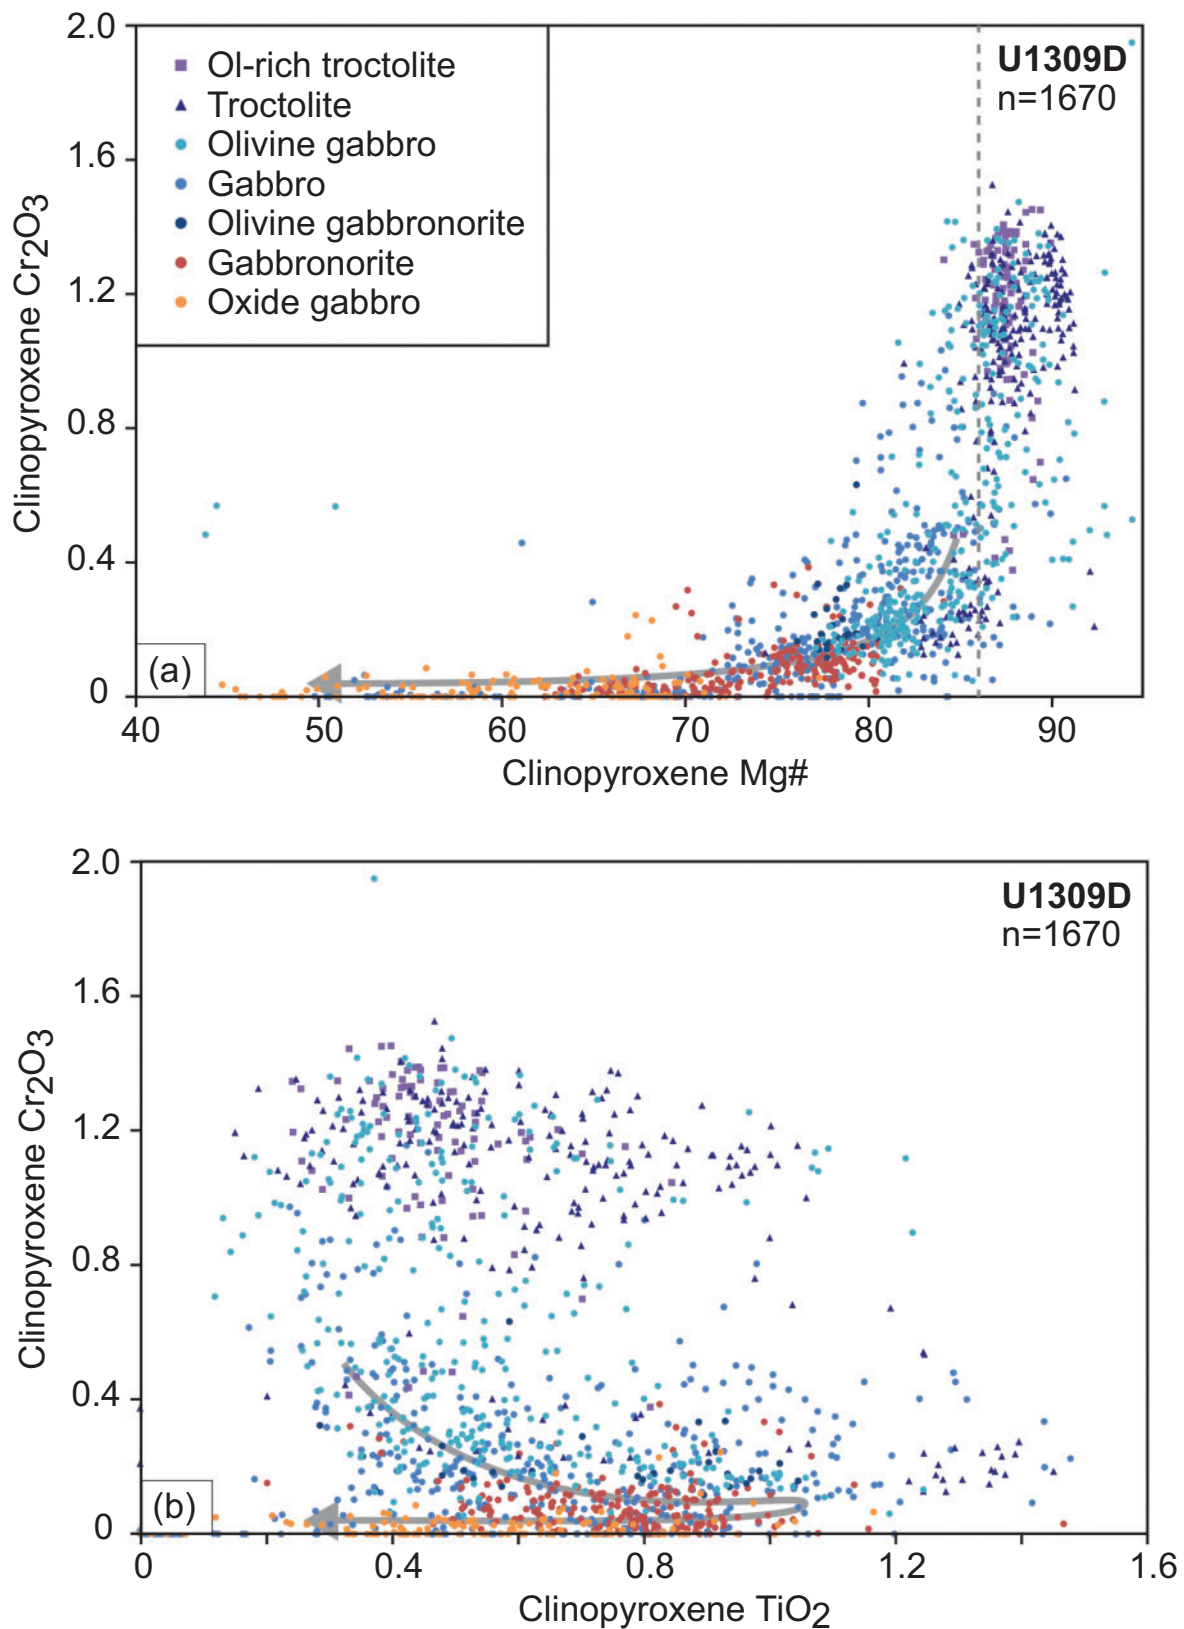 2.0
1.6
1.2
0.8
0.4
0
Clinopyroxene Cr2O3
Ol-rich troctolite
Troctolite
Olivine gabbro
Gabbro
Olivine gabbronorite
Gabbronorite
Oxide gabbro
U1309D
n=1670
(a)
40 50 60 70 80 90
Clinopyroxene Mg#
2.0
1.6
1.2
0.8
0.4
0
Clinopyroxene Cr2O3
U1309D
n=1670
(b)
0 0.4 0.8 1.2 1.6
Clinopyroxene TiO2